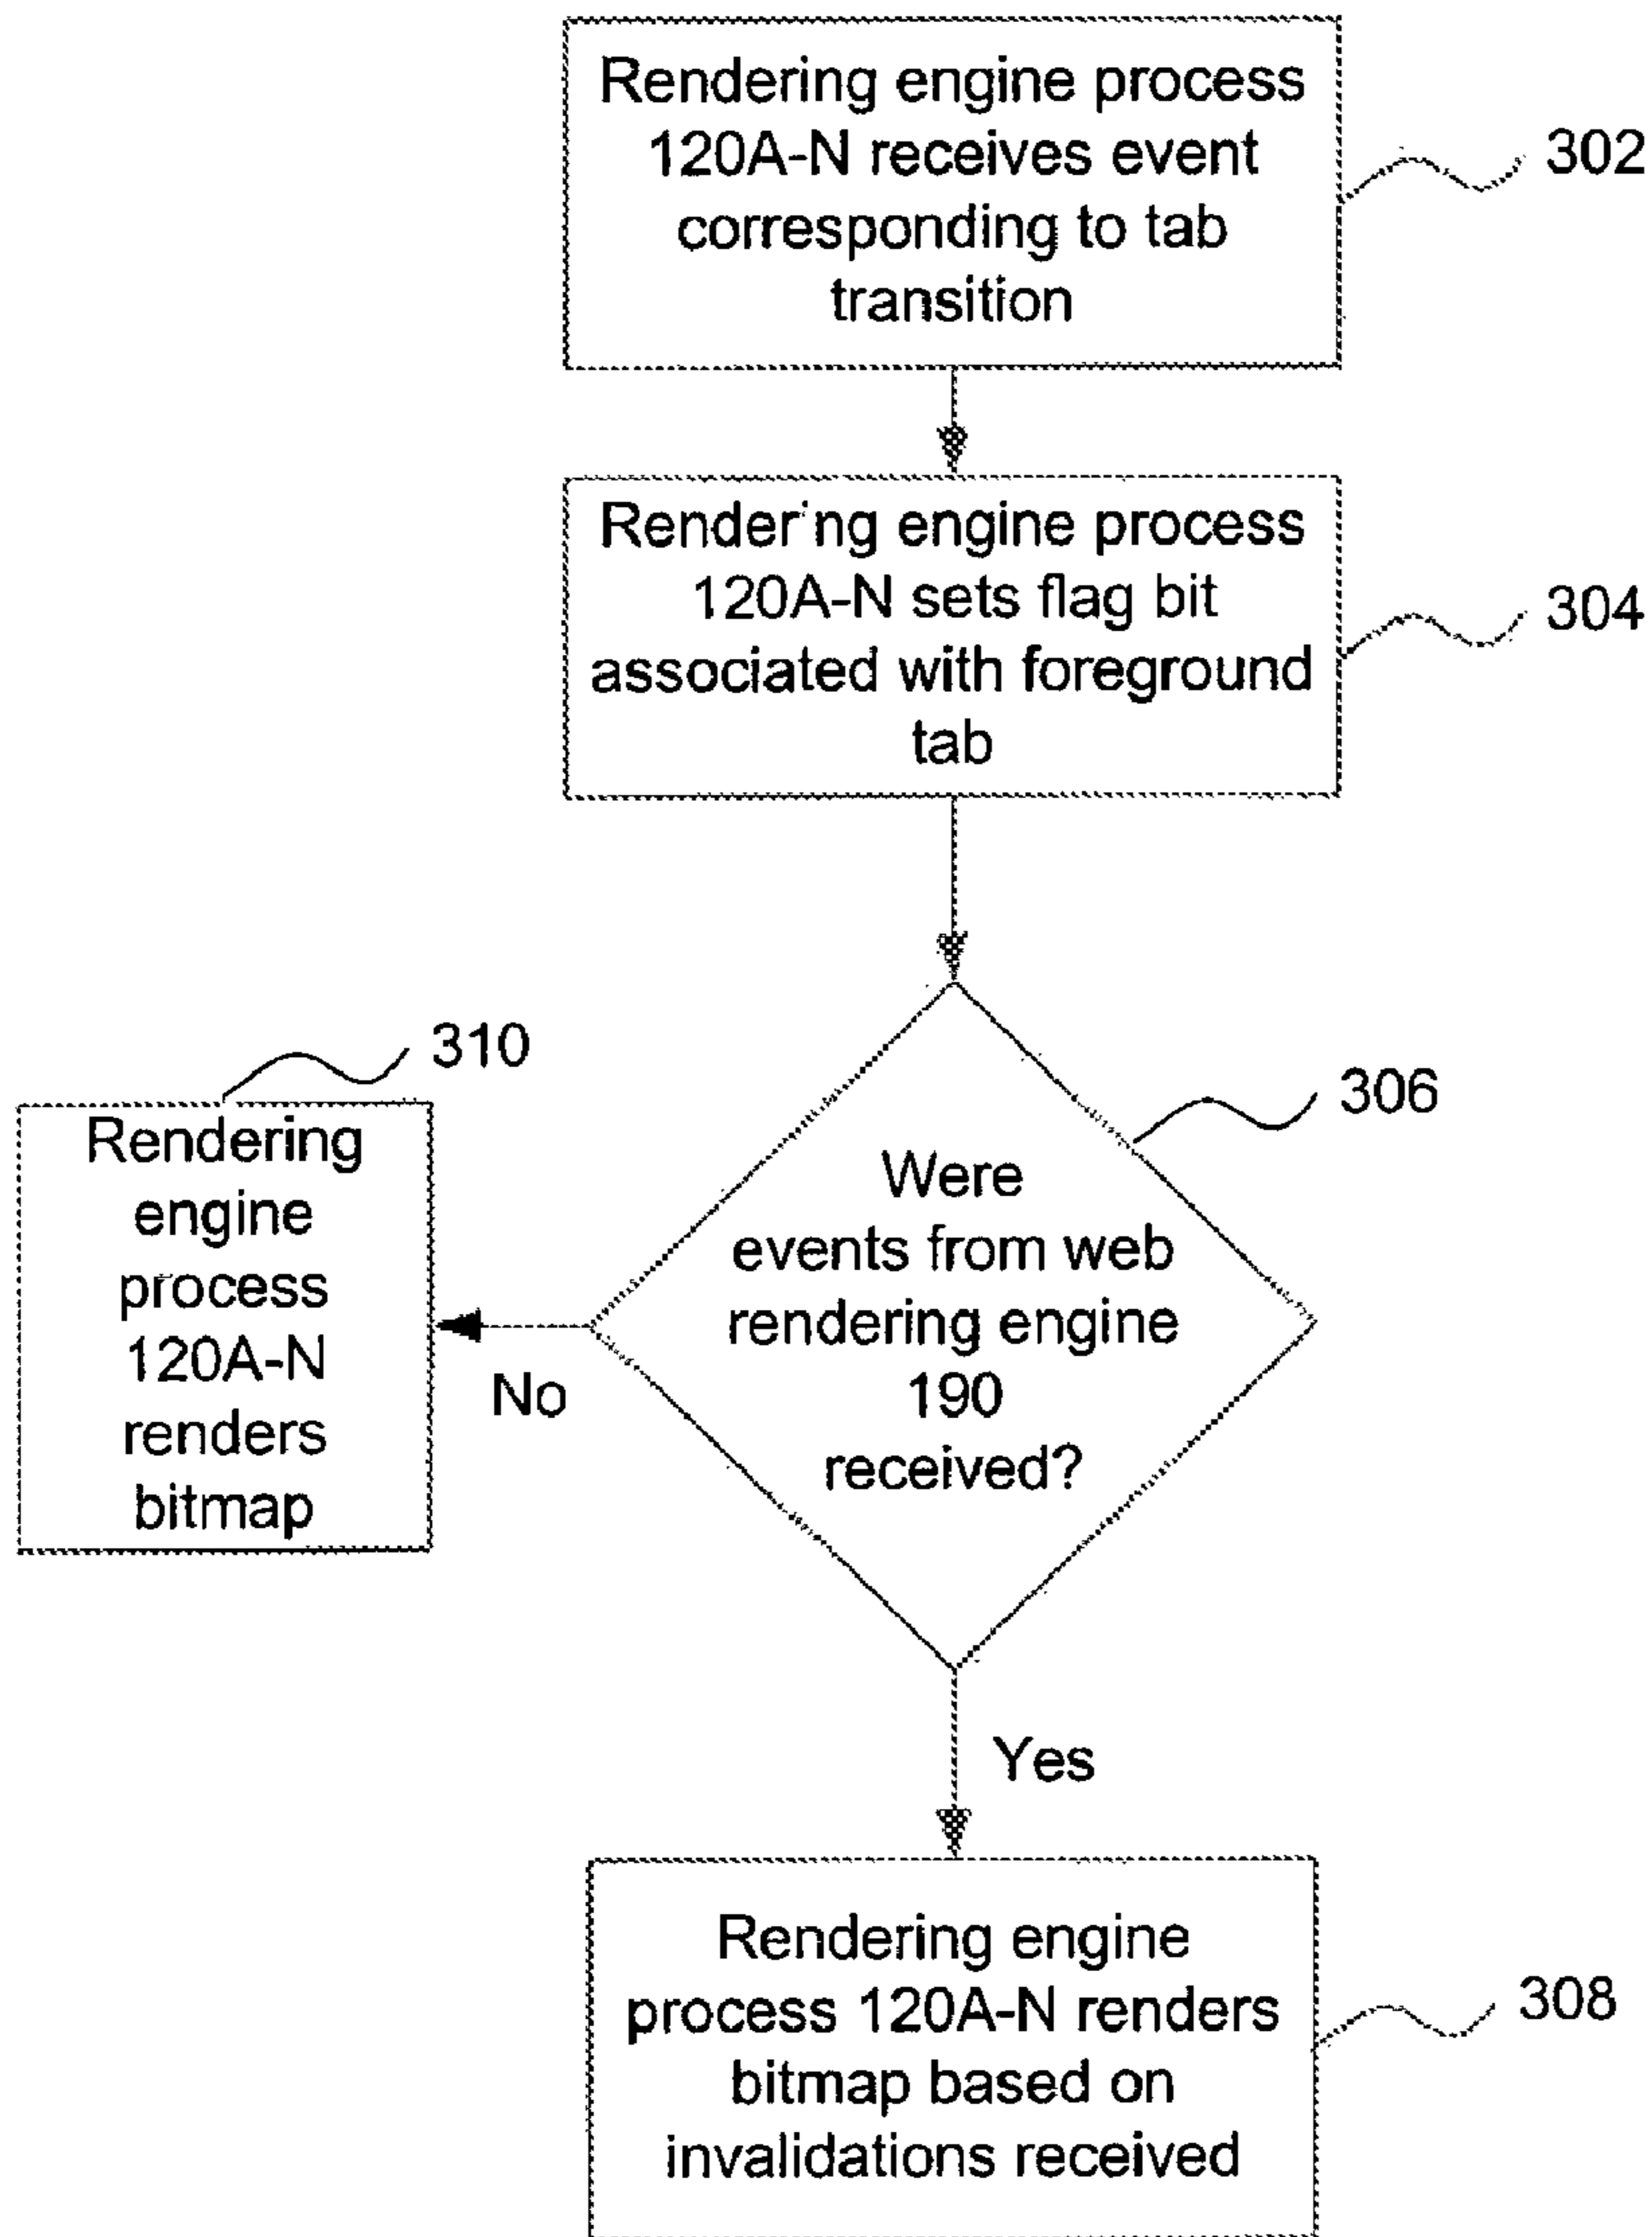 Rendering engine process
120A-N receives event
corresponding to tab
transition
302
Rendering engine process
120A-N sets flag bit
associated with foreground
tab
304
310
Rendering
engine
process
120A-N
renders
bitmap
No
306
Were
events from web
rendering engine
190
received?
Yes
Rendering engine
process 120A-N renders
bitmap based on
invalidations received
308